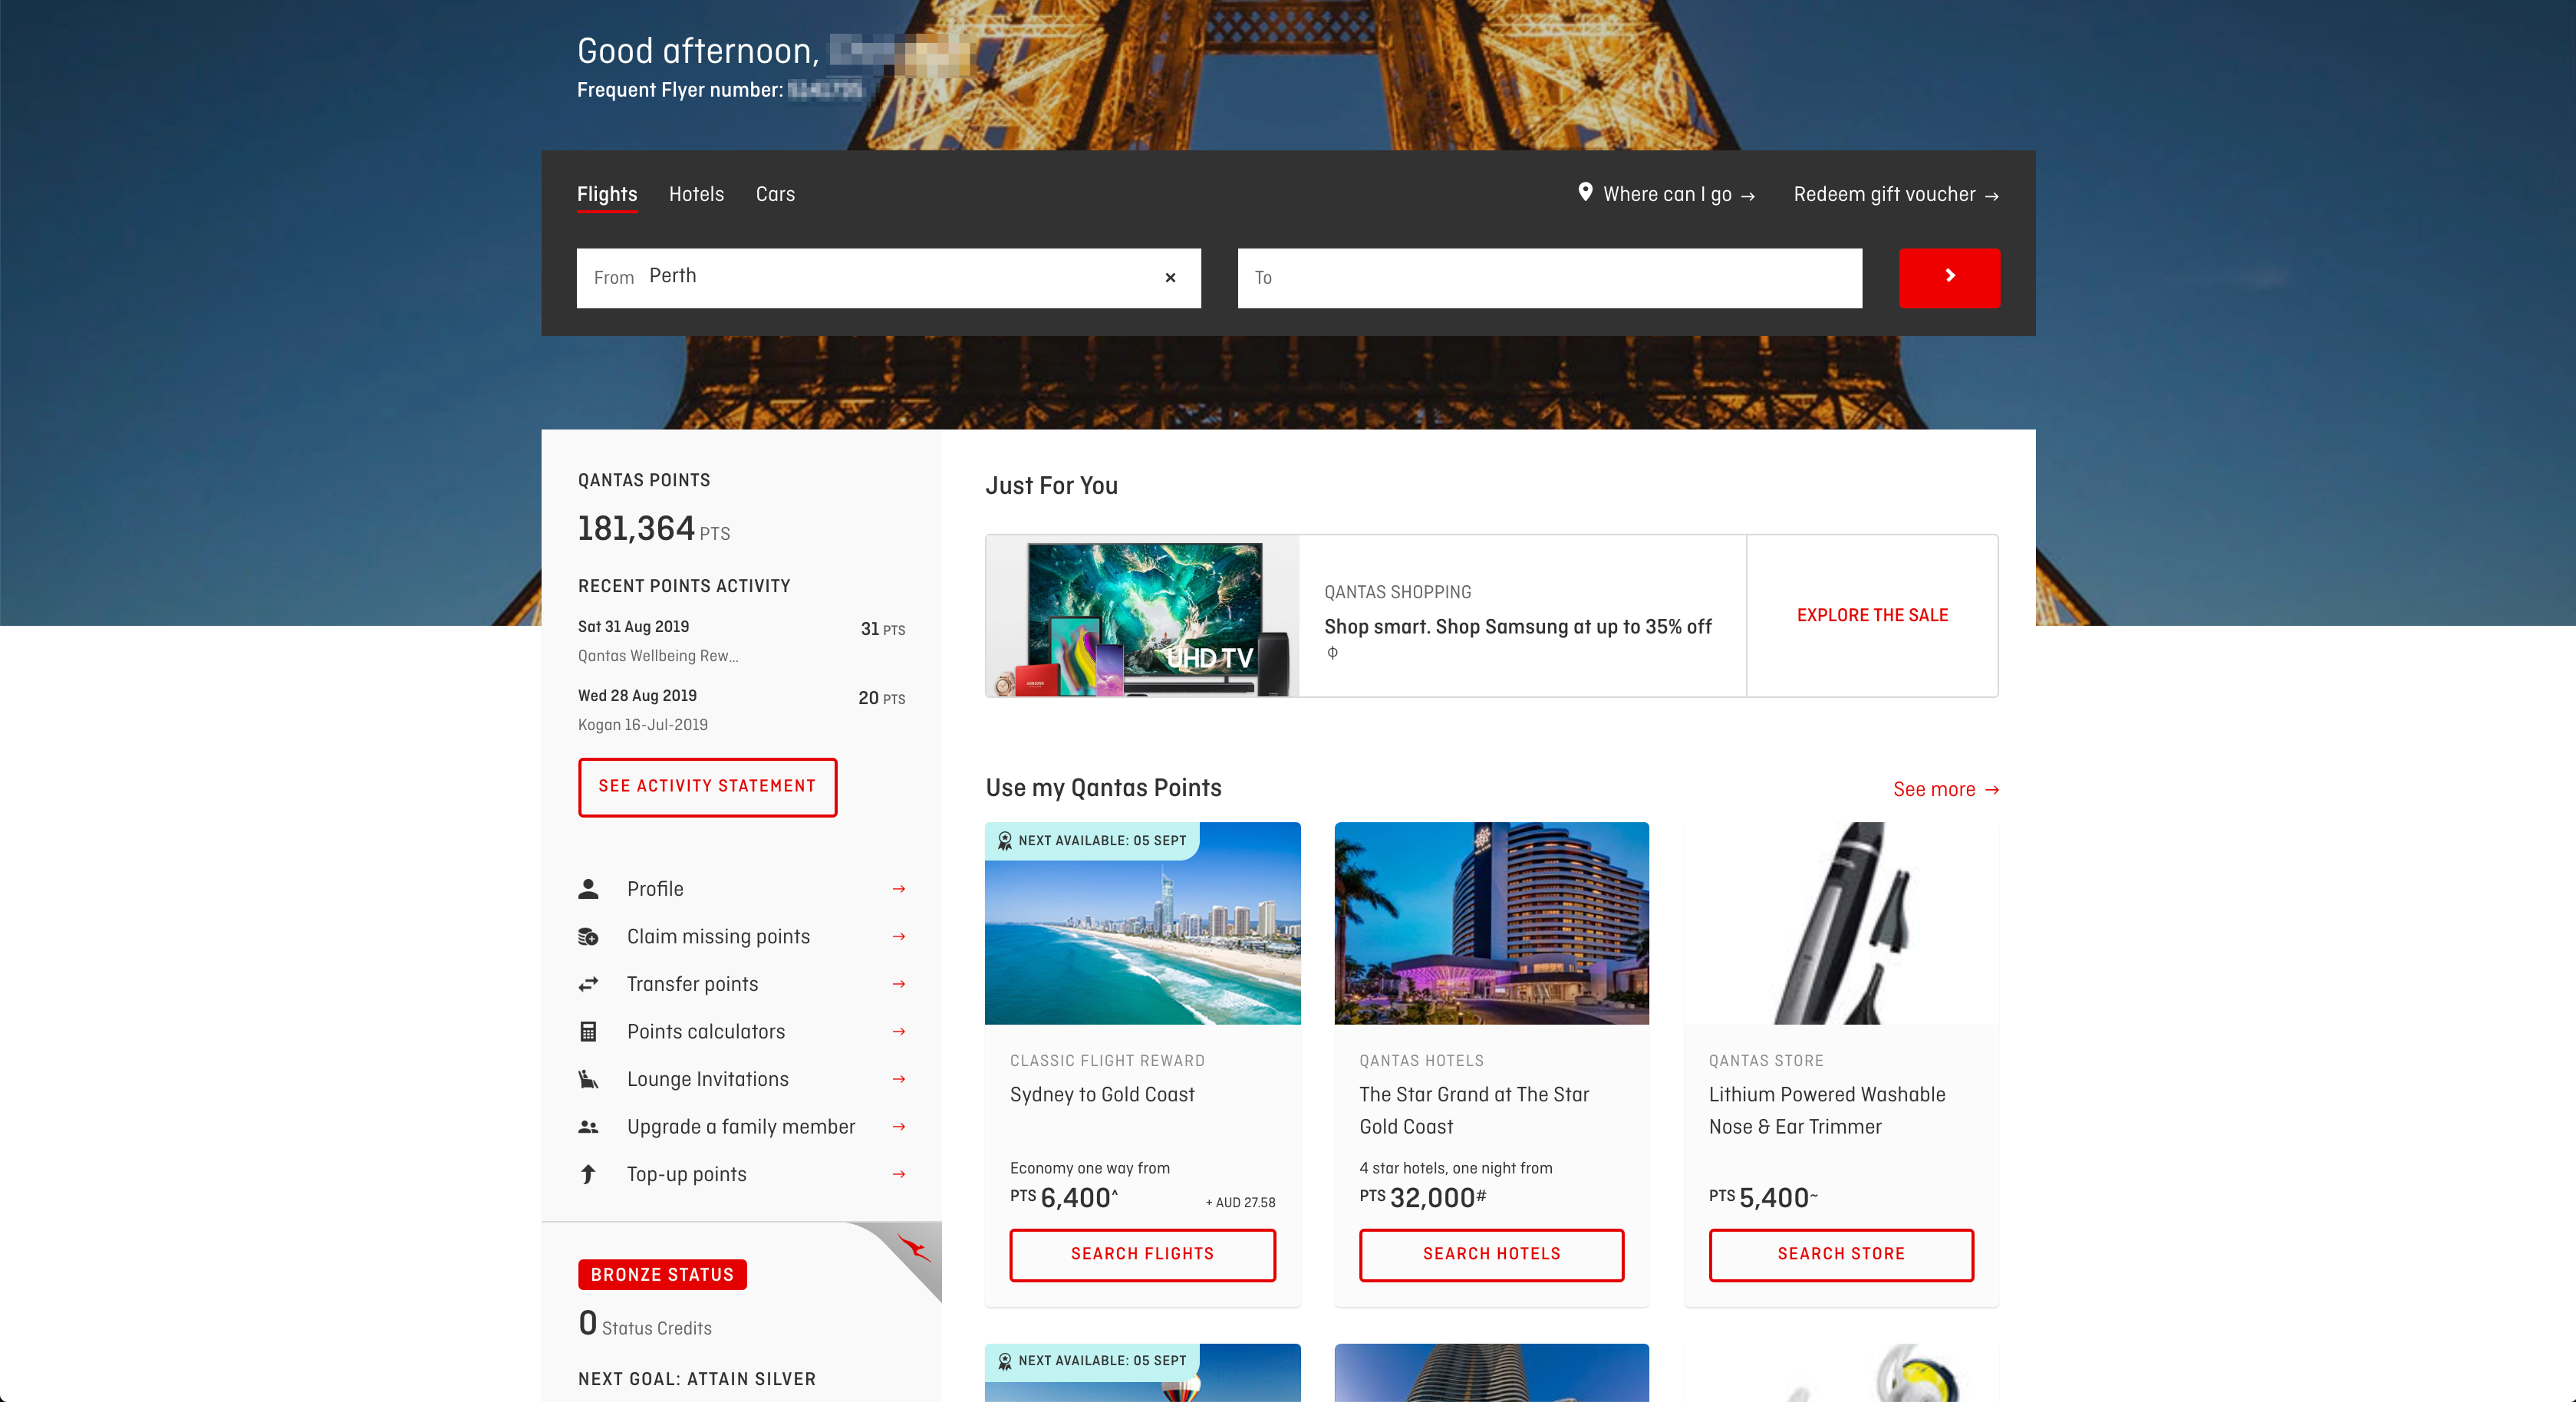 Good afternoon,
Frequent Flyer number:
Flights Hotels Cars
Where can I go → Redeem gift voucher →
From Perth ×
To
QANTAS POINTS
181,364 PTS
RECENT POINTS ACTIVITY
Sat 31 Aug 2019 31 PTS
Qantas Wellbeing Rew...
Wed 28 Aug 2019 20 PTS
Kogan 16-Jul-2019
SEE ACTIVITY STATEMENT
Profile →
Claim missing points →
Transfer points →
Points calculators →
Lounge Invitations →
Upgrade a family member →
Top-up points →
BRONZE STATUS
0 Status Credits
NEXT GOAL: ATTAIN SILVER
Just For You
UHD TV
SAMSUNG
QANTAS SHOPPING
Shop smart. Shop Samsung at up to 35% off
ф
EXPLORE THE SALE
Use my Qantas Points
See more →
NEXT AVAILABLE: 05 SEPT
CLASSIC FLIGHT REWARD
Sydney to Gold Coast
Economy one way from
PTS 6,400^ + AUD 27.58
SEARCH FLIGHTS
QANTAS HOTELS
The Star Grand at The Star
Gold Coast
4 star hotels, one night from
PTS 32,000#
SEARCH HOTELS
QANTAS STORE
Lithium Powered Washable
Nose & Ear Trimmer
PTS 5,400~
SEARCH STORE
NEXT AVAILABLE: 05 SEPT